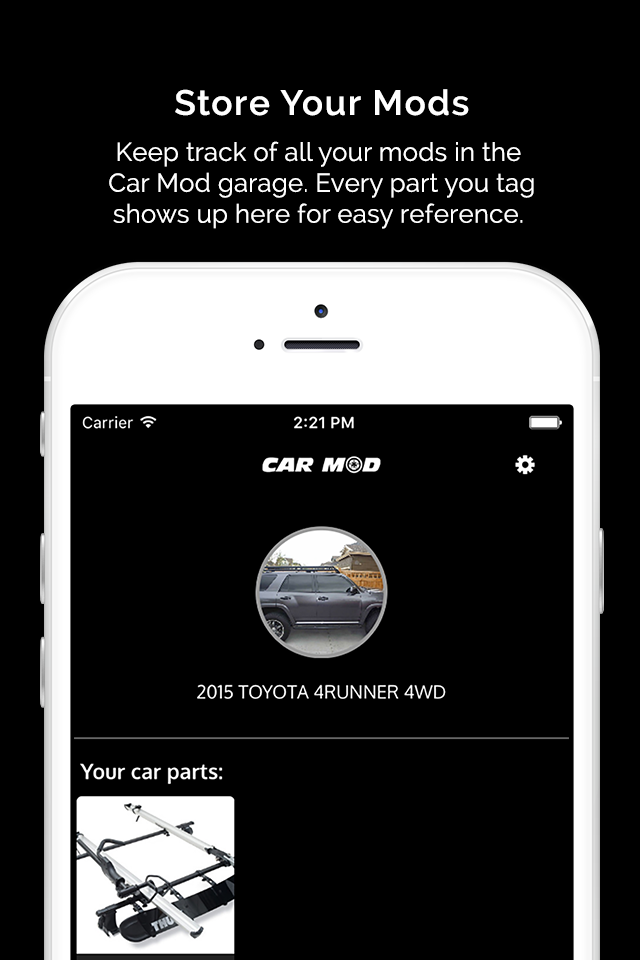 Store Your Mods
Keep track of all your mods in the
Car Mod garage. Every part you tag
shows up here for easy reference.
Carrier 2:21 PM
CAR MOD
2015 TOYOTA 4RUNNER 4WD
Your car parts: